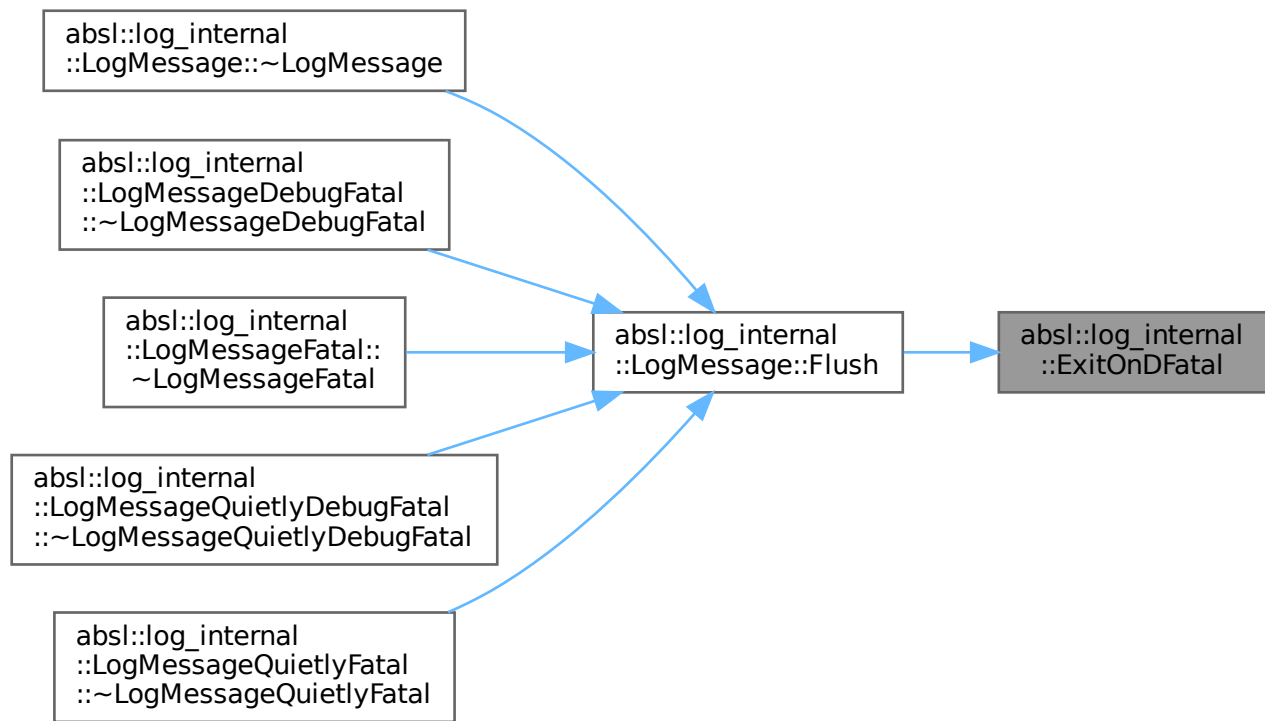 absl::log_internal
::LogMessage::~LogMessage
absl::log_internal
::LogMessageDebugFatal
::~LogMessageDebugFatal
absl::log_internal
::LogMessageFatal::
~LogMessageFatal
absl::log_internal
::LogMessageQuietlyDebugFatal
::~LogMessageQuietlyDebugFatal
absl::log_internal
::LogMessageQuietlyFatal
::~LogMessageQuietlyFatal
absl::log_internal
::LogMessage::Flush
absl::log_internal
::ExitOnDFatal